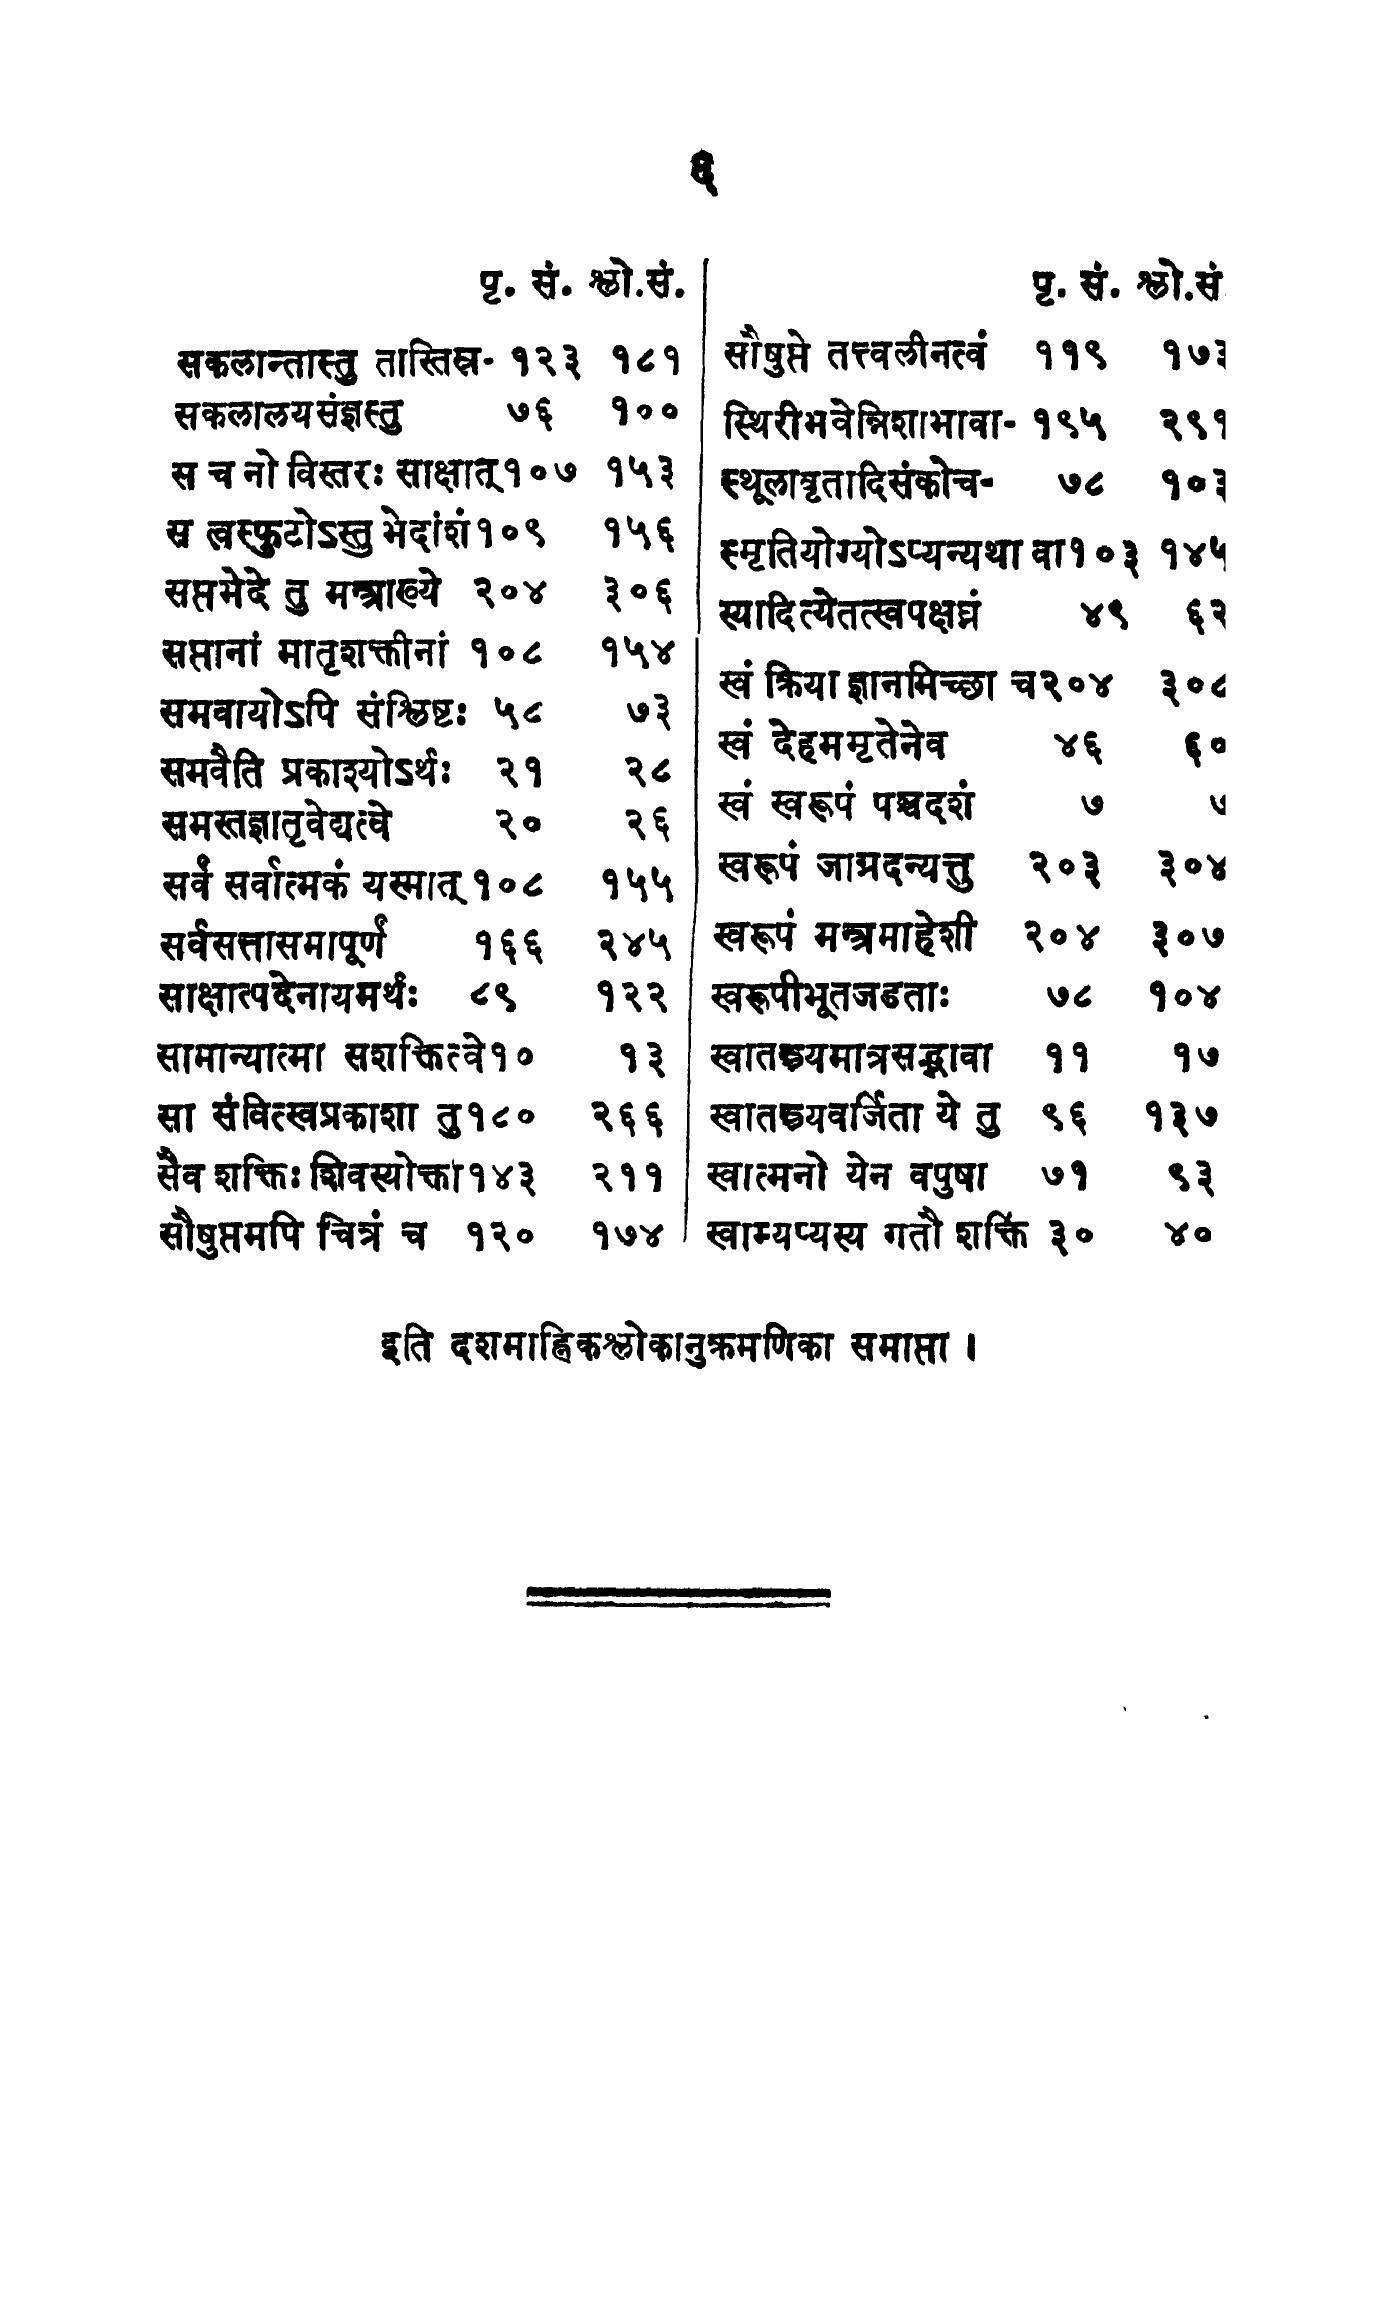 ६
पृ. सं. श्लो.सं.
सकलान्तास्तु तास्तिस्र- १२३ १८१
सकलालयसंज्ञस्तु ७६ १००
स च नो विस्तरः साक्षात् १०७ १५३
स त्वस्फुटोऽस्तु भेदांशं १०९ १५६
सप्तमेदे तु मन्त्राख्ये २०४ ३०६
सप्तानां मातृशक्तीनां १०८ १५४
समवायोऽपि संश्लिष्टः ५८ ७३
समवैति प्रकाश्योऽर्थः २१ २८
समस्तज्ञातृवेद्यत्वे २० २६
सर्वं सर्वात्मकं यस्मात् १०८ १५५
सर्वसत्तासमापूर्ण १६६ २४५
साक्षात्पदेनायमर्थः ८९ १२२
सामान्यात्मा सशक्तित्वे १० १३
सा संवित्स्वप्रकाशा तु १८० २६६
सैव शक्तिः शिवस्योक्ता १४३ २११
सौषुप्तमपि चित्रं च १२० १७४
पृ. सं. श्लो.सं
सौषुप्ते तत्त्वलीनत्वं ११९ १७३
स्थिरीभवेन्निशाभावा- १९५ २९१
स्थूलावृतादिसंकोच- ७८ १०३
स्मृतियोग्योऽप्यन्यथा वा १०३ १४५
स्यादित्येतत्स्वपक्षघ्नं ४९ ६२
स्वं क्रिया ज्ञानमिच्छा च २०४ ३०८
स्वं देहममृतेनेव ४६ ६०
स्वं स्वरूपं पञ्चदशं ७ ७
स्वरूपं जाग्रदन्यत्तु २०३ ३०४
स्वरूपं मन्त्रमाहेशी २०४ ३०७
स्वरूपीभूतजडताः ७८ १०४
स्वातन्त्र्यमात्रसद्भावा ११ १७
स्वातन्त्र्यवर्जिता ये तु ९६ १३७
स्वात्मनो येन वपुषा ७१ ९३
स्वाम्यप्यस्य गतौ शक्तिं ३० ४०
इति दशमाह्निकश्लोकानुक्रमणिका समाप्ता ।